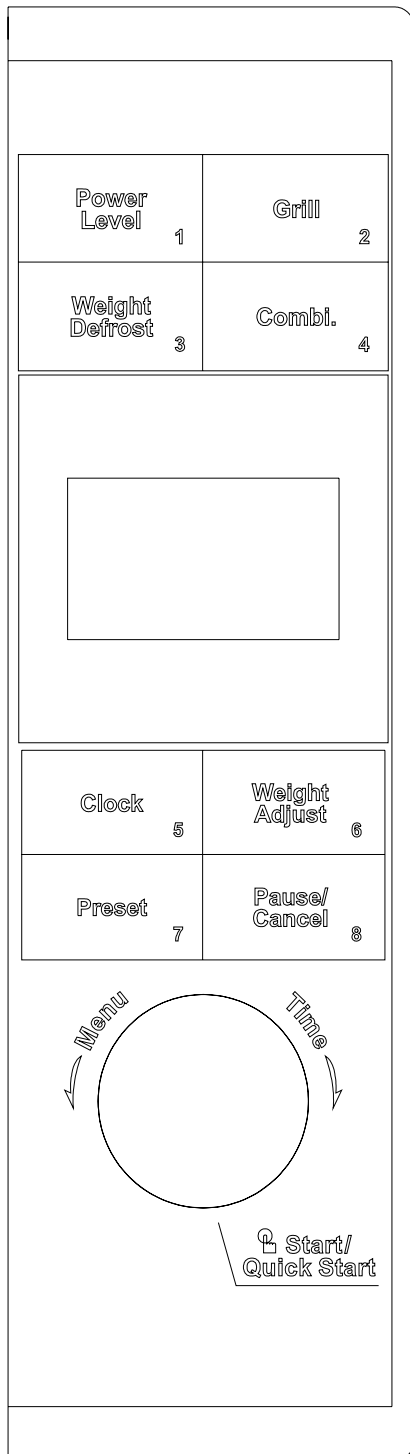 Power
Level
1
Grill
2
Weight
Defrost
3
Combi.
4
Clock
5
Weight
Adjust
6
Preset
7
Pause/
Cancel
8
Menu
Time
Start/
Quick Start